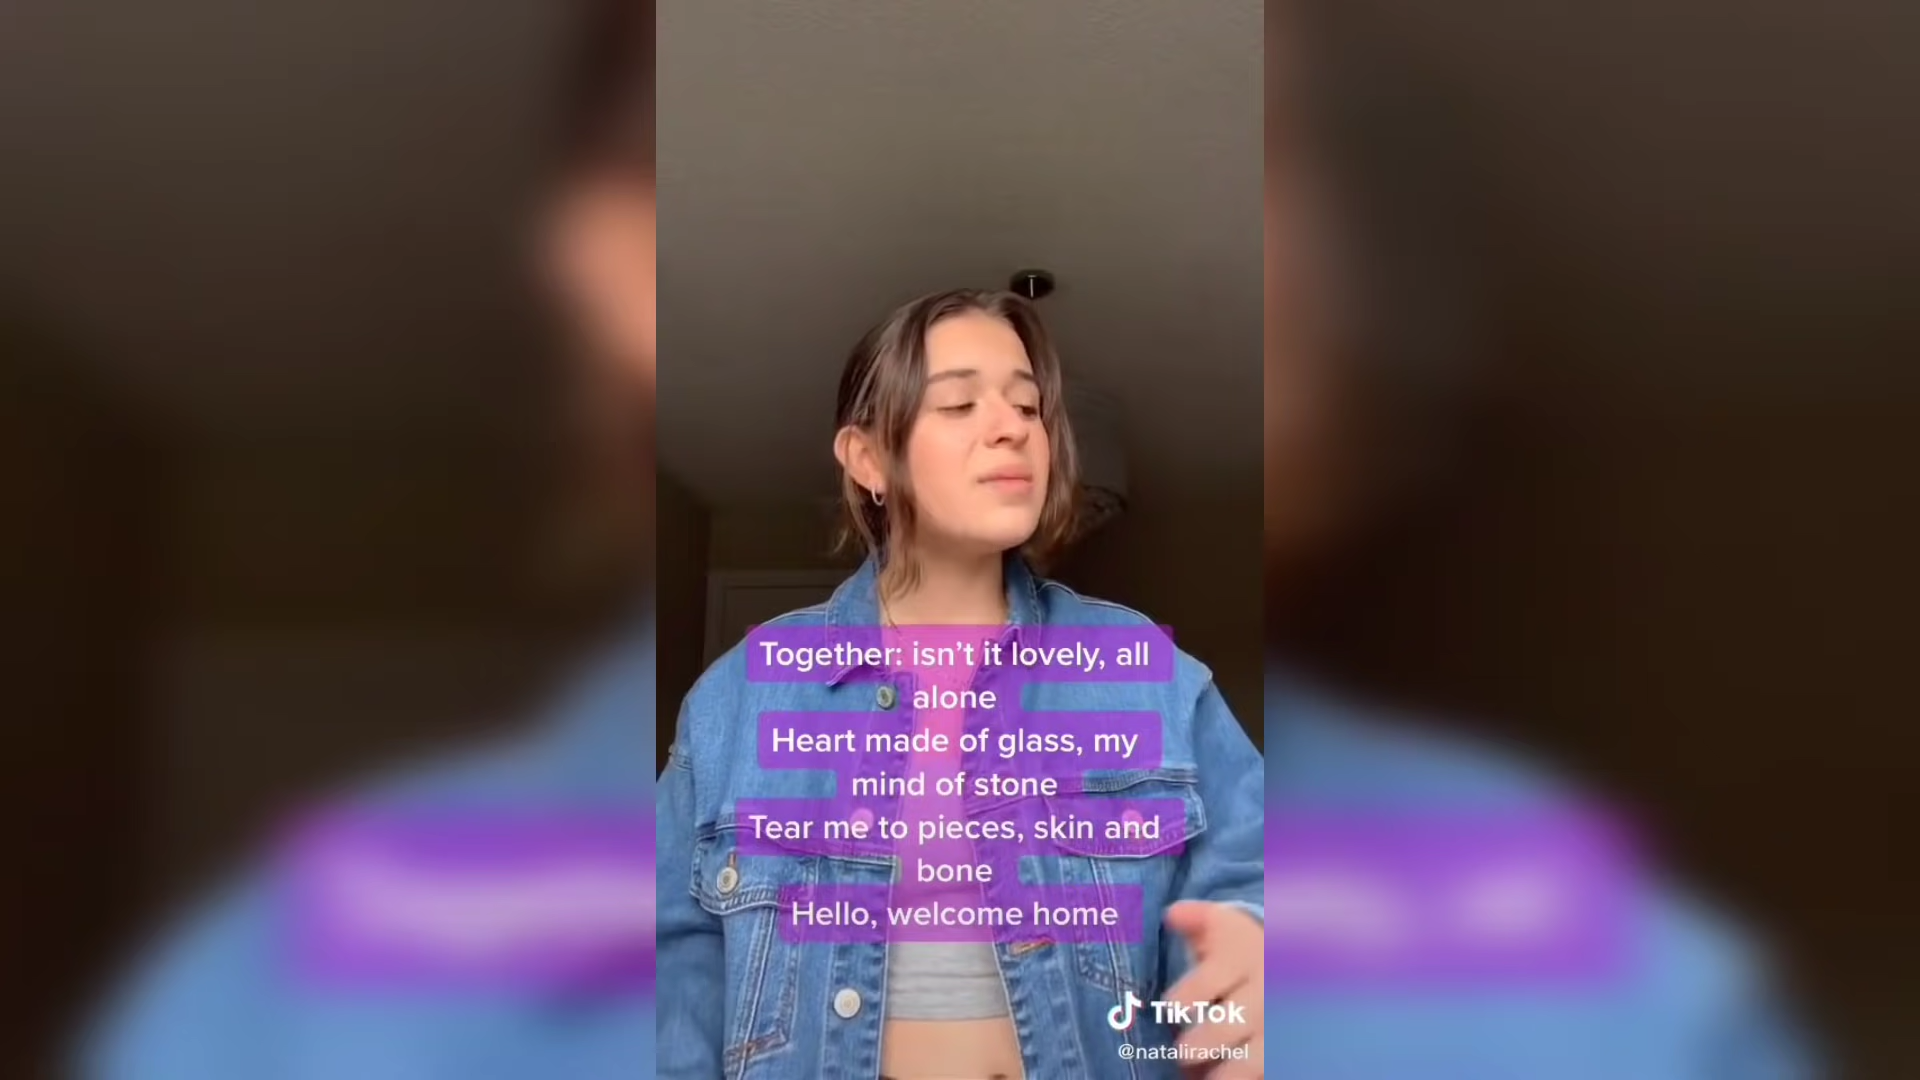 Together: isn’t it lovely, all
alone
Heart made of glass, my
mind of stone
Tear me to pieces, skin and
bone
Hello, welcome home
TikTok
@natalirachel